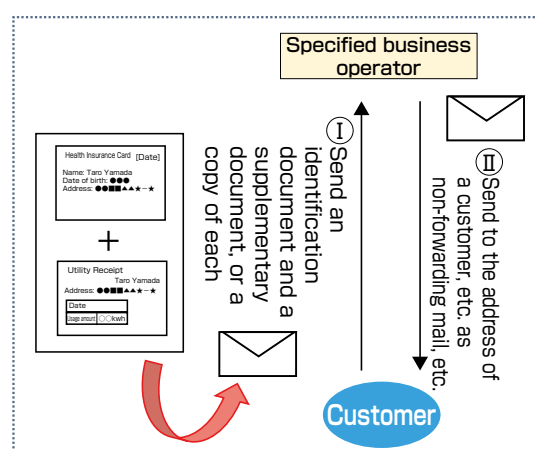 Specified business
operator
Health Insurance Card [Date]
Name: Taro Yamada
Date of birth: ●●●
Address: ●●■■▲▲★−★
+
Utility Receipt
Taro Yamada
Address: ●●■■▲▲★−★
Date
Usage amount ○○kwh
Ⅰ Send an
identification
document and a
supplementary
document, or a
copy of each
Ⅱ Send to the address of
a customer, etc. as
non-forwarding mail, etc.
Customer